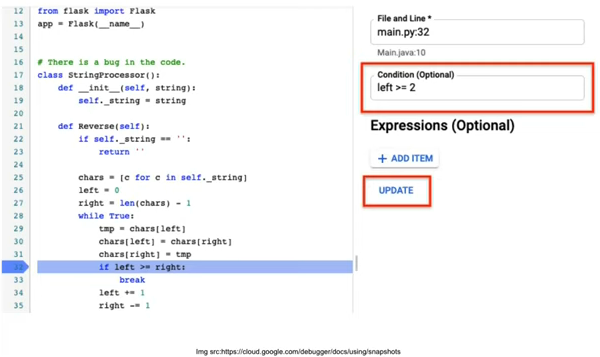 12 from flask import Flask
13 app = Flask(__name__)
14
15
16 # There is a bug in the code.
17 class StringProcessor():
18 def __init__(self, string):
19 self._string = string
20
21 def Reverse(self):
22 if self._string == '':
23 return ''
24
25 chars = [c for c in self._string]
26 left = 0
27 right = len(chars) - 1
28 while True:
29 tmp = chars[left]
30 chars[left] = chars[right]
31 chars[right] = tmp
32 if left >= right:
33 break
34 left += 1
35 right -= 1
File and Line *
main.py:32
Main.java:10
Condition (Optional)
left >= 2
Expressions (Optional)
+ ADD ITEM
UPDATE
Img src:https://cloud.google.com/debugger/docs/using/snapshots